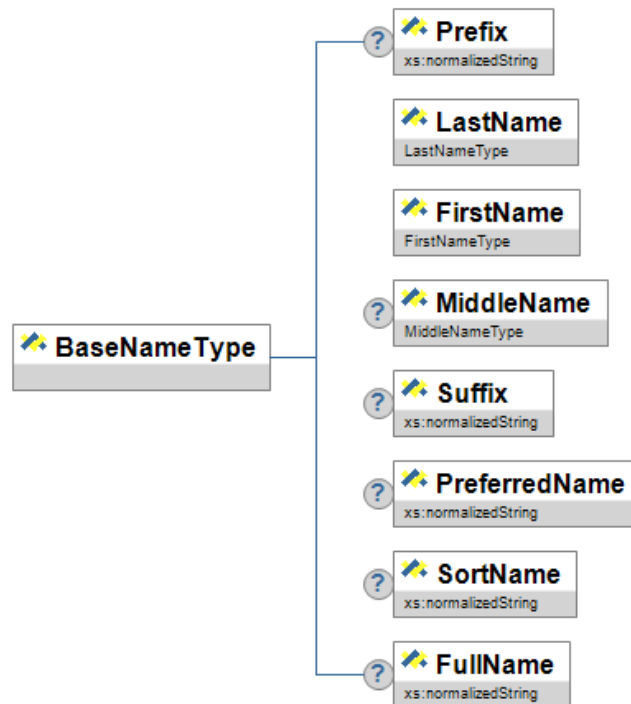 ? Prefix
xs:normalizedString
LastName
LastNameType
FirstName
FirstNameType
? MiddleName
MiddleNameType
BaseNameType
? Suffix
xs:normalizedString
? PreferredName
xs:normalizedString
? SortName
xs:normalizedString
? FullName
xs:normalizedString